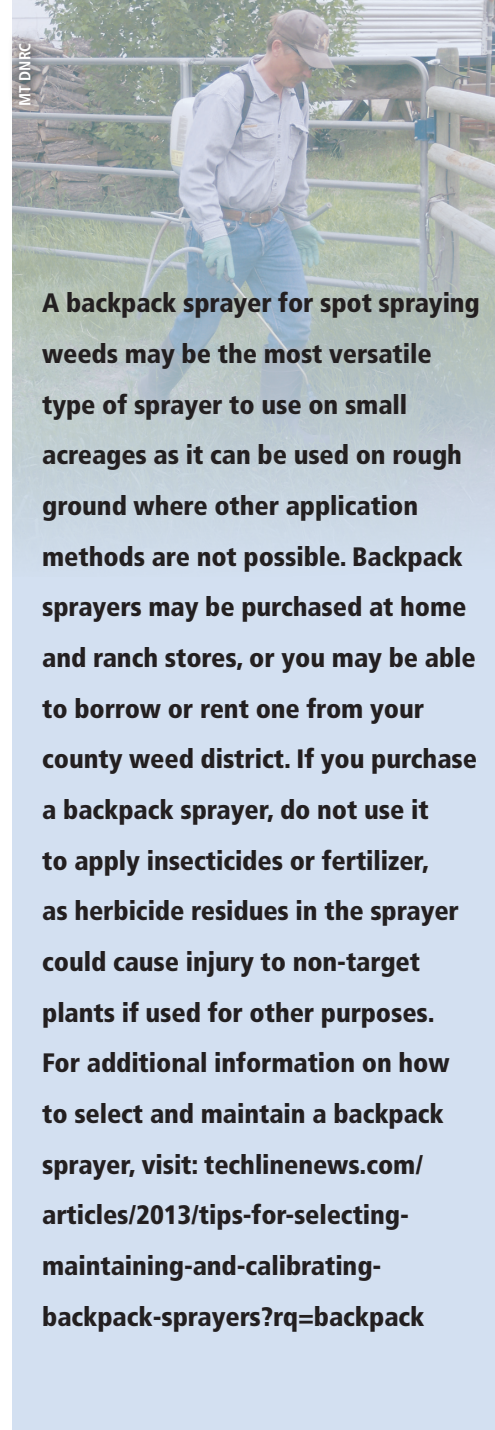 MT DNRC
A backpack sprayer for spot spraying
weeds may be the most versatile
type of sprayer to use on small
acreages as it can be used on rough
ground where other application
methods are not possible. Backpack
sprayers may be purchased at home
and ranch stores, or you may be able
to borrow or rent one from your
county weed district. If you purchase
a backpack sprayer, do not use it
to apply insecticides or fertilizer,
as herbicide residues in the sprayer
could cause injury to non-target
plants if used for other purposes.
For additional information on how
to select and maintain a backpack
sprayer, visit: techlinenews.com/
articles/2013/tips-for-selecting-
maintaining-and-calibrating-
backpack-sprayers?rq=backpack